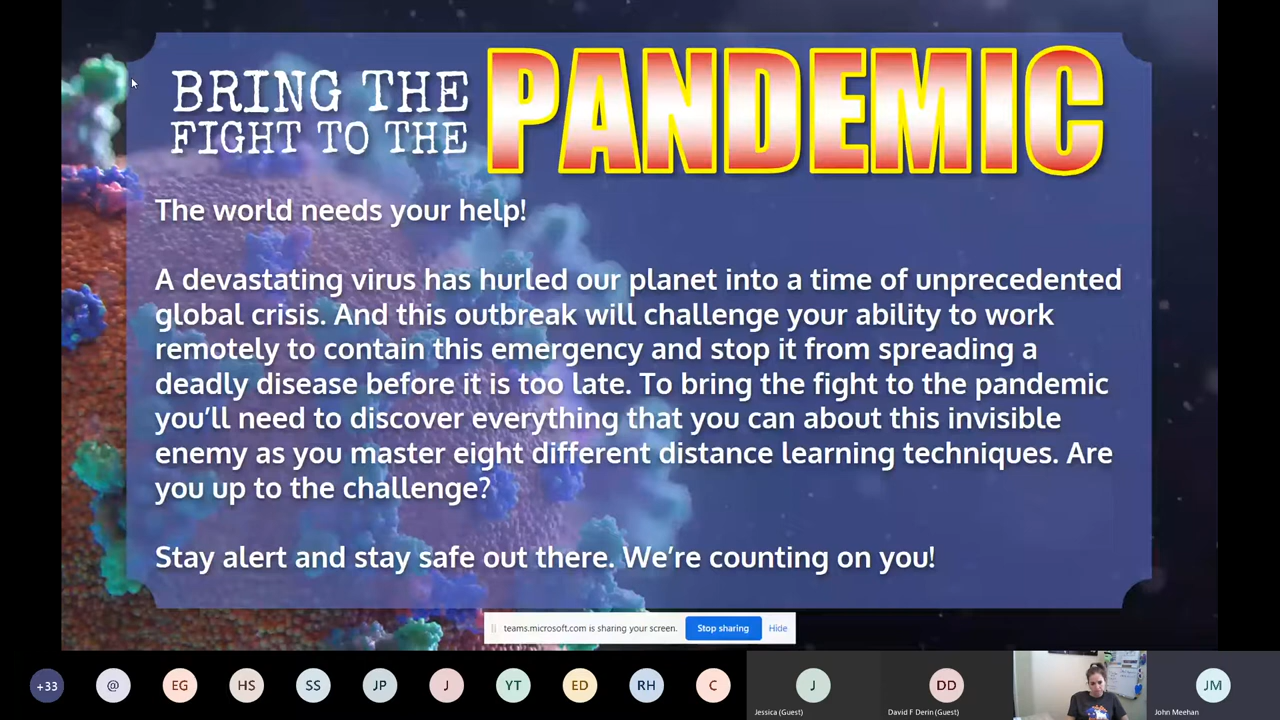 BRING THE
FIGHT TO THE
PANDEMIC
The world needs your help!
A devastating virus has hurled our planet into a time of unprecedented
global crisis. And this outbreak will challenge your ability to work
remotely to contain this emergency and stop it from spreading a
deadly disease before it is too late. To bring the fight to the pandemic
you’ll need to discover everything that you can about this invisible
enemy as you master eight different distance learning techniques. Are
you up to the challenge?
Stay alert and stay safe out there. We’re counting on you!
teams.microsoft.com is sharing your screen. Stop sharing Hide
+33 @ EG HS SS JP J YT ED RH C J DD JM
Jessica (Guest) David F Derin (Guest) John Meehan